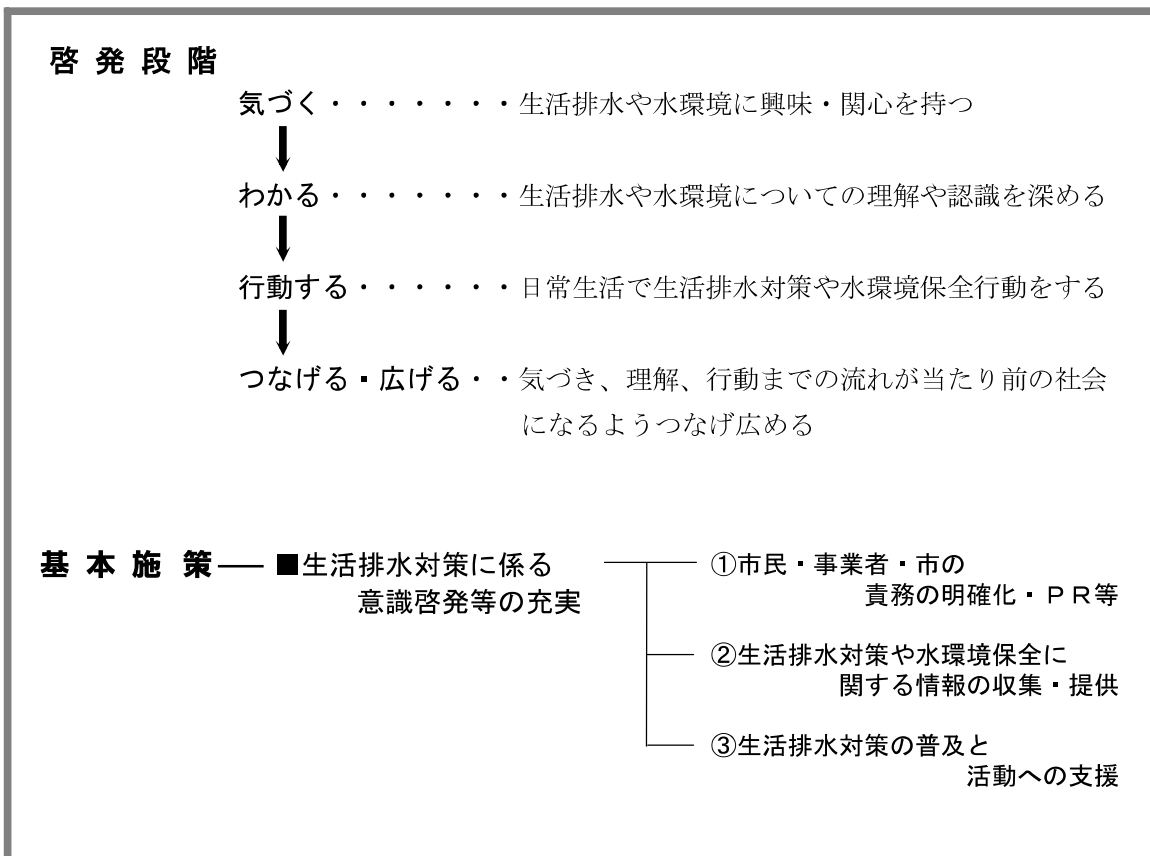 啓発段階
気づく・・・・・・・生活排水や水環境に興味・関心を持つ
わかる・・・・・・・生活排水や水環境についての理解や認識を深める
行動する・・・・・・日常生活で生活排水対策や水環境保全行動をする
つなげる・広げる・・気づき、理解、行動までの流れが当たり前の社会
になるようつなげ広める
基本施策 ■生活排水対策に係る
意識啓発等の充実
①市民・事業者・市の
責務の明確化・ＰＲ等
②生活排水対策や水環境保全に
関する情報の収集・提供
③生活排水対策の普及と
活動への支援